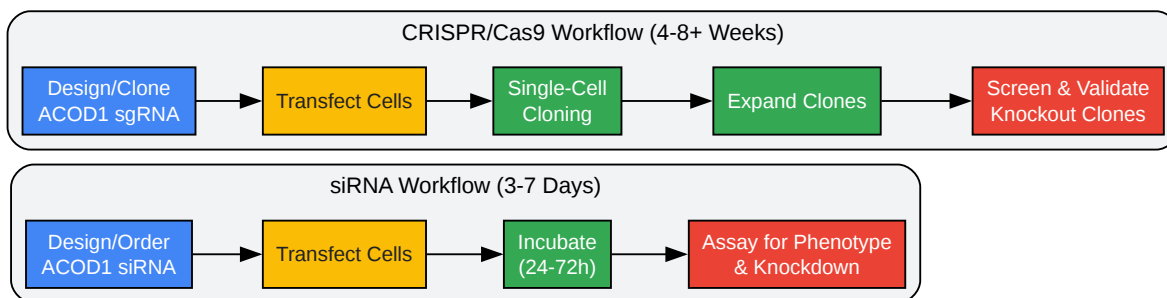 CRISPR/Cas9 Workflow (4-8+ Weeks)
Design/Clone
ACOD1 sgRNA
Transfect Cells
Single-Cell
Cloning
Expand Clones
Screen & Validate
Knockout Clones
siRNA Workflow (3-7 Days)
Design/Order
ACOD1 siRNA
Transfect Cells
Incubate
(24-72h)
Assay for Phenotype
& Knockdown